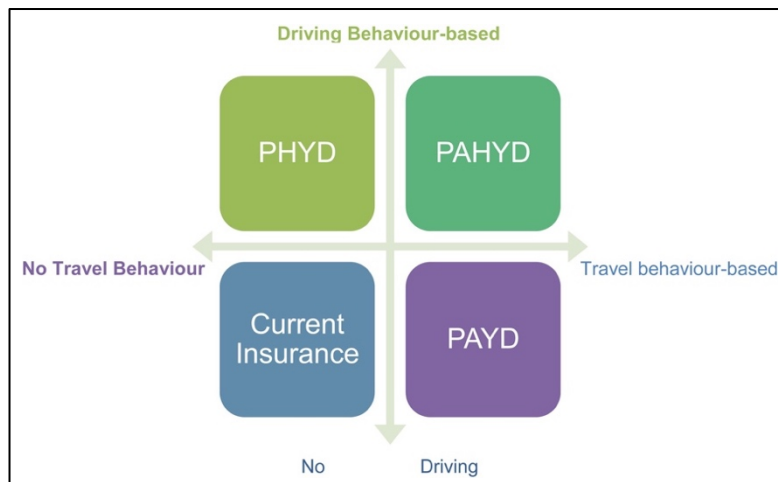 Driving Behaviour-based
PHYD
PAHYD
No Travel Behaviour
Travel behaviour-based
Current
Insurance
PAYD
No Driving